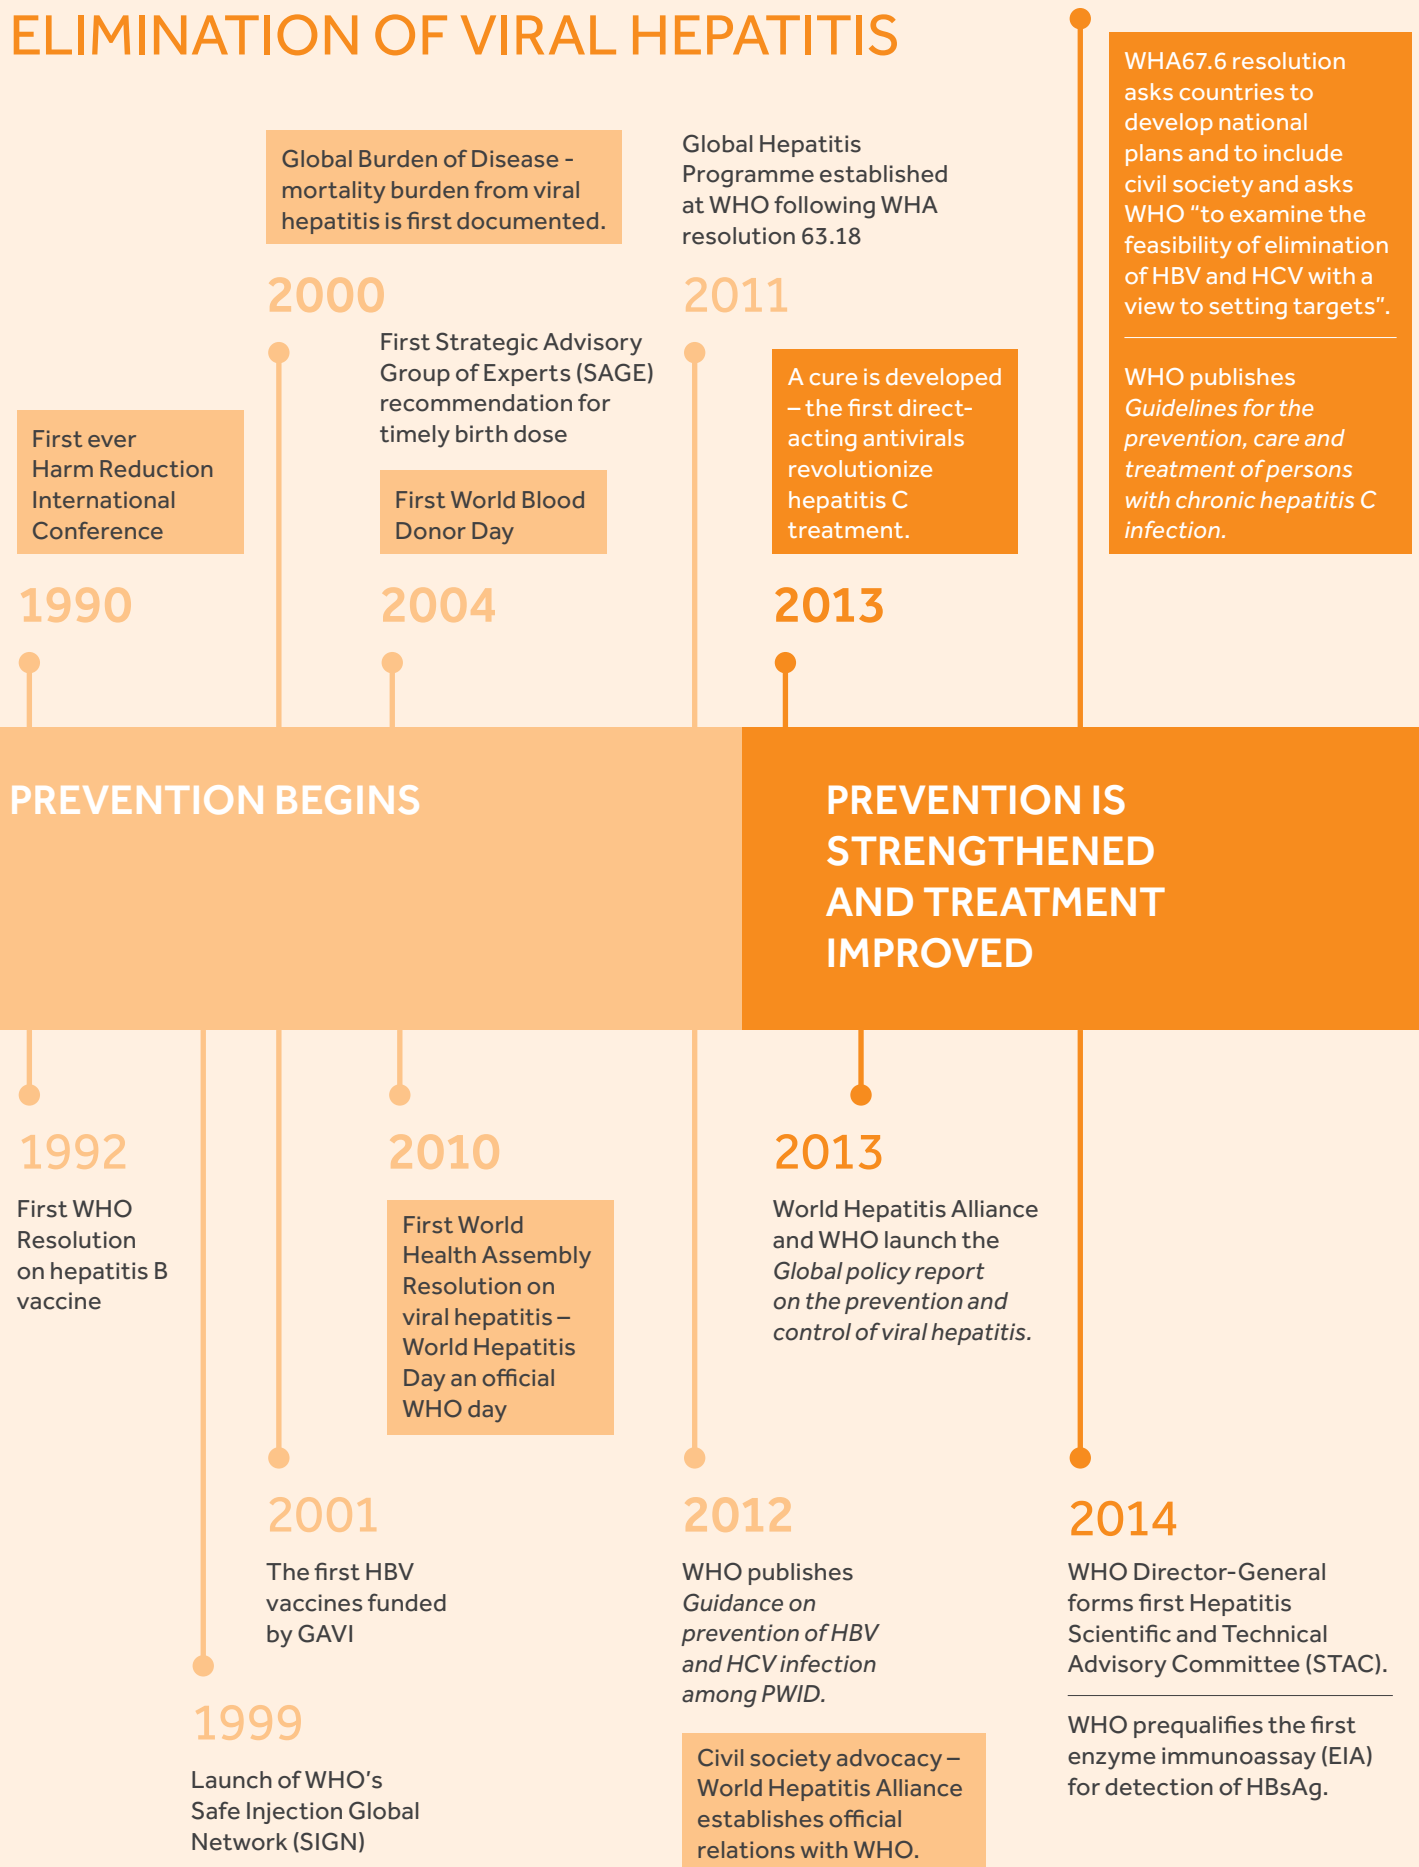 ELIMINATION OF VIRAL HEPATITIS
Global Burden of Disease -
mortality burden from viral
hepatitis is first documented.
2000
Global Hepatitis
Programme established
at WHO following WHA
resolution 63.18
2011
WHA67.6 resolution
asks countries to
develop national
plans and to include
civil society and asks
WHO “to examine the
feasibility of elimination
of HBV and HCV with a
view to setting targets”.
WHO publishes
Guidelines for the
prevention, care and
treatment of persons
with chronic hepatitis C
infection.
First ever
Harm Reduction
International
Conference
1990
First Strategic Advisory
Group of Experts (SAGE)
recommendation for
timely birth dose
First World Blood
Donor Day
2004
A cure is developed
– the first direct-
acting antivirals
revolutionize
hepatitis C
treatment.
2013
PREVENTION BEGINS
PREVENTION IS
STRENGTHENED
AND TREATMENT
IMPROVED
1992
First WHO
Resolution
on hepatitis B
vaccine
2010
First World
Health Assembly
Resolution on
viral hepatitis –
World Hepatitis
Day an official
WHO day
2013
World Hepatitis Alliance
and WHO launch the
Global policy report
on the prevention and
control of viral hepatitis.
2001
The first HBV
vaccines funded
by GAVI
2012
WHO publishes
Guidance on
prevention of HBV
and HCV infection
among PWID.
Civil society advocacy –
World Hepatitis Alliance
establishes official
relations with WHO.
2014
WHO Director-General
forms first Hepatitis
Scientific and Technical
Advisory Committee (STAC).
WHO prequalifies the first
enzyme immunoassay (EIA)
for detection of HBsAg.
1999
Launch of WHO’s
Safe Injection Global
Network (SIGN)